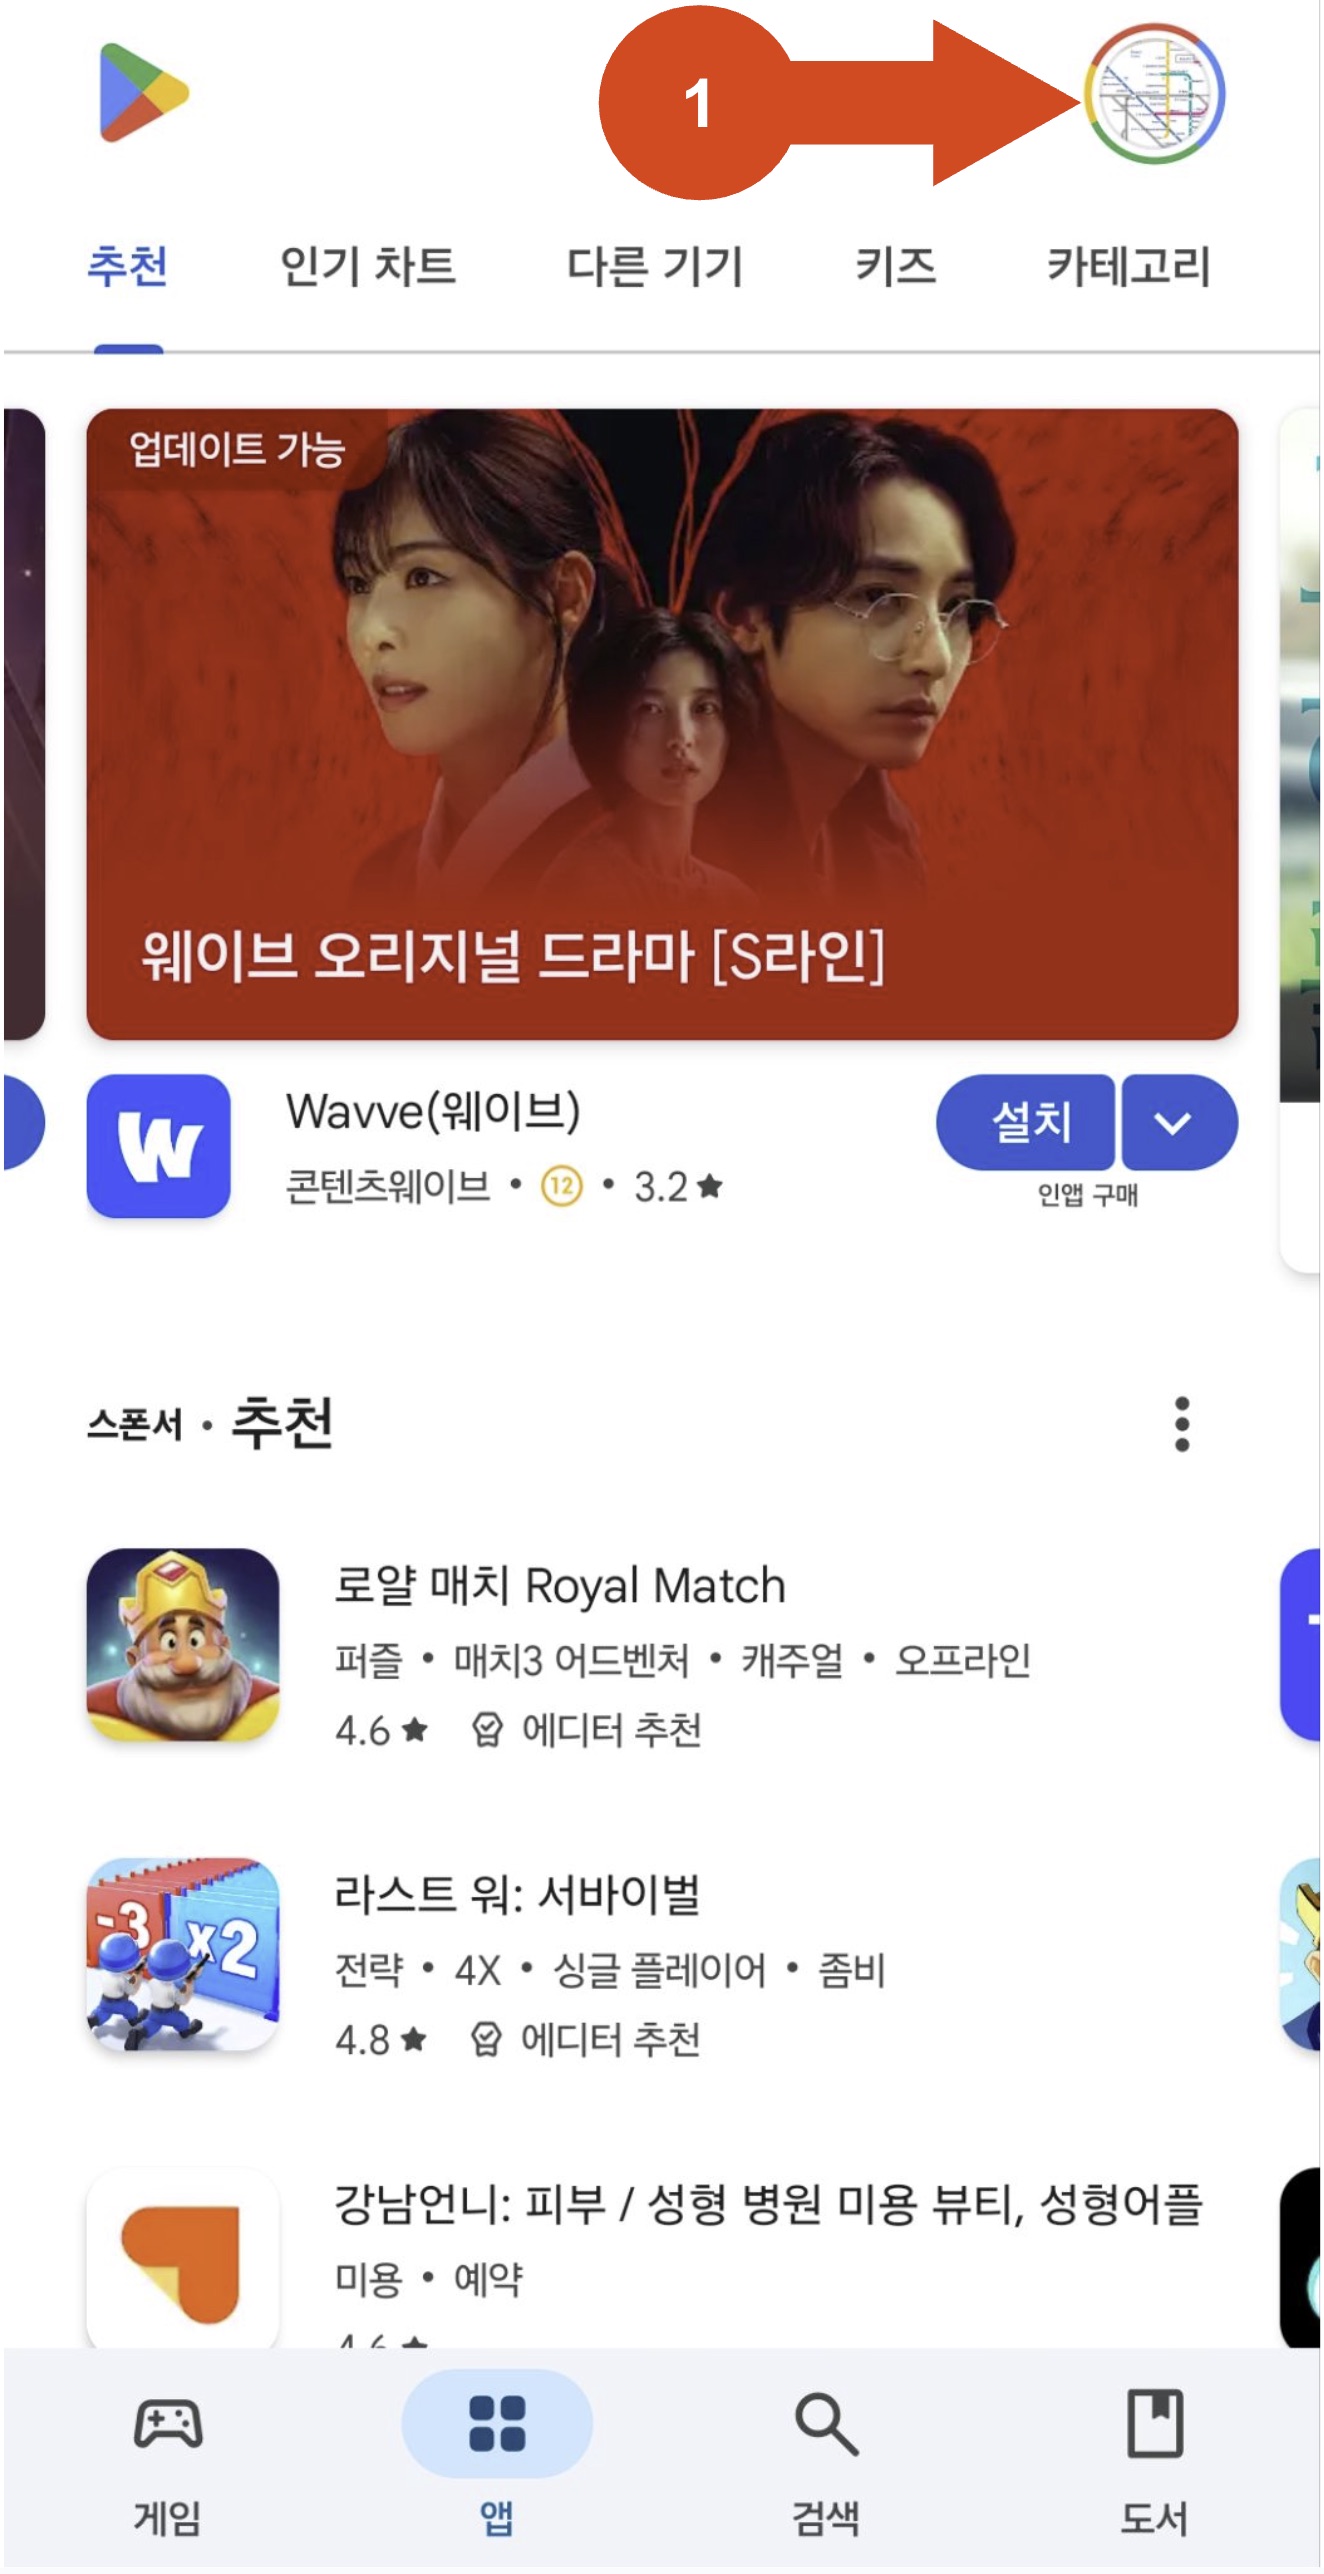 1
추천 인기 차트 다른 기기 키즈 카테고리
업데이트 가능
웨이브 오리지널 드라마 [S라인]
Wavve(웨이브)
콘텐츠웨이브 • 12 • 3.2★
설치
인앱 구매
스폰서 • 추천
로얄 매치 Royal Match
퍼즐 • 매치3 어드벤처 • 캐주얼 • 오프라인
4.6★ 에디터 추천
-3 x2
라스트 워: 서바이벌
전략 • 4X • 싱글 플레이어 • 좀비
4.8★ 에디터 추천
강남언니: 피부 / 성형 병원 미용 뷰티, 성형어플
미용 • 예약
4.6★
게임 앱 검색 도서